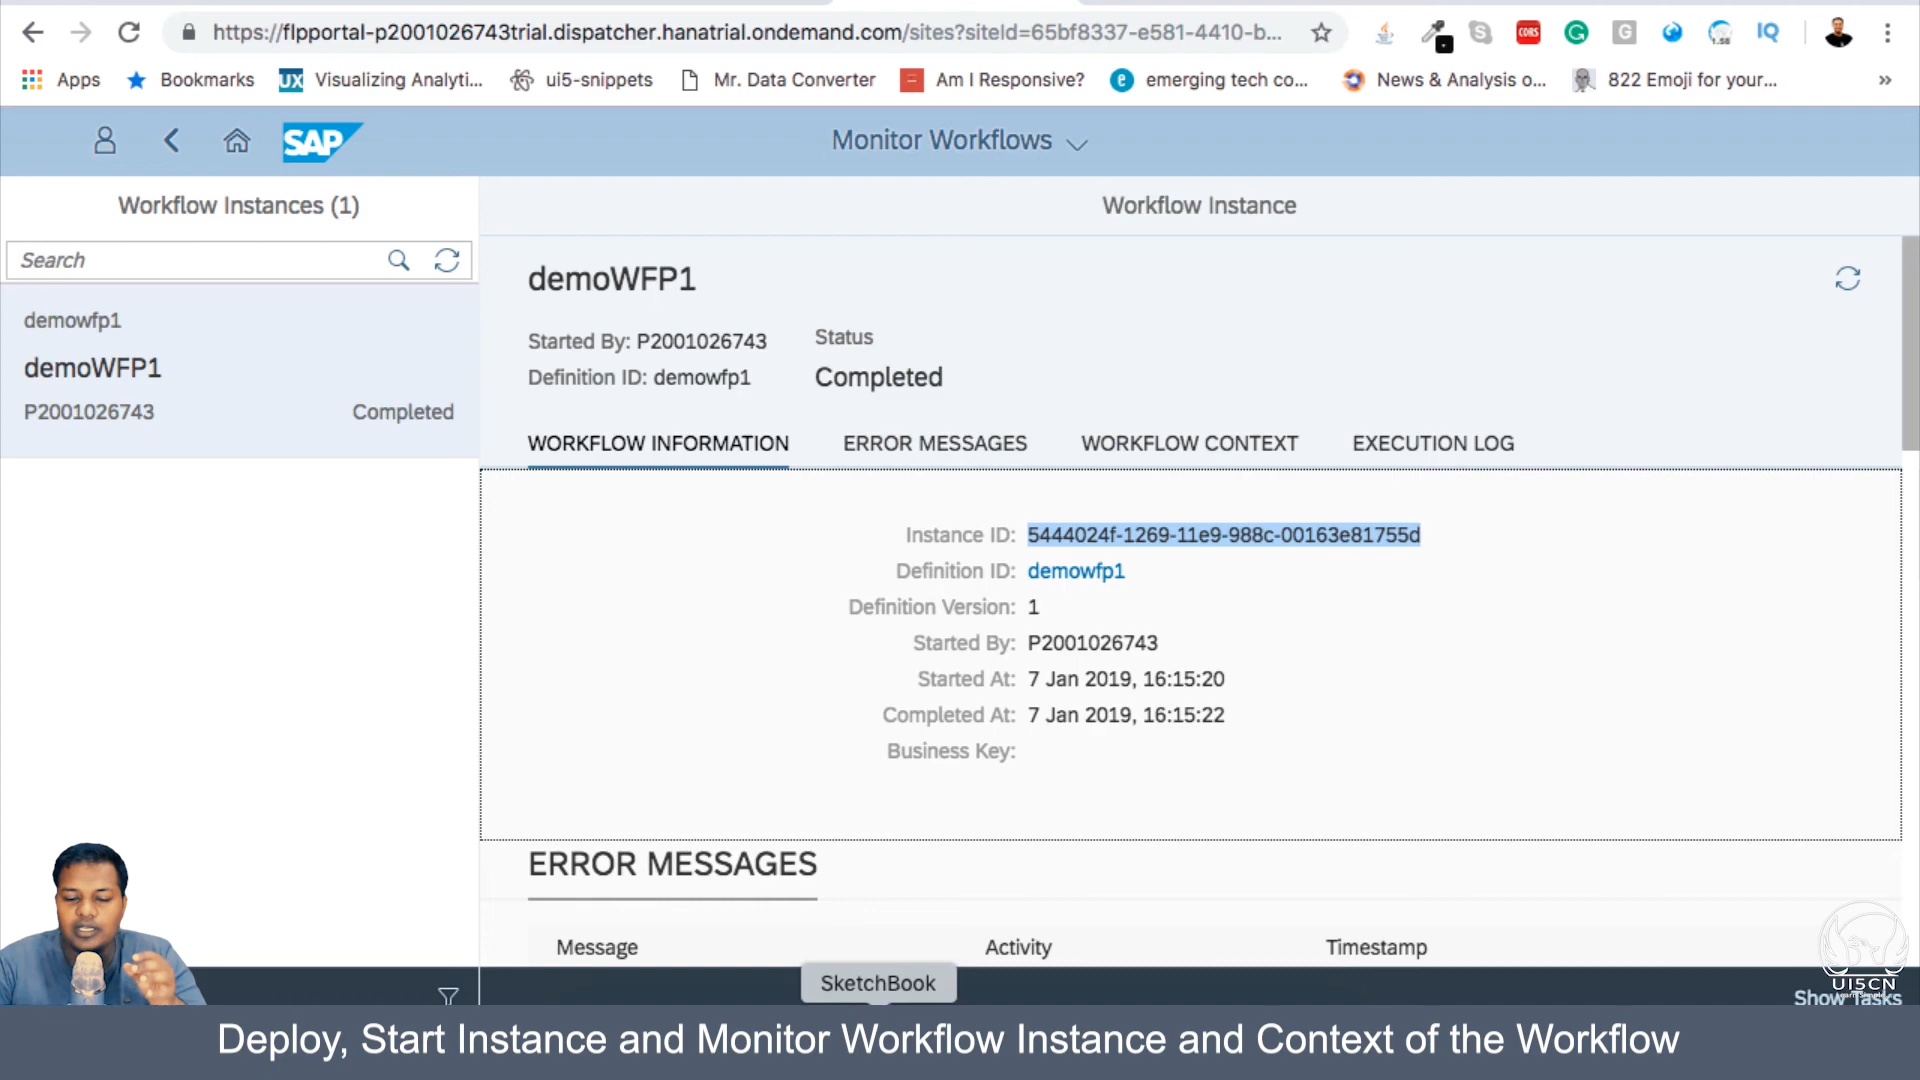 https://flpportal-p2001026743trial.dispatcher.hanatrial.ondemand.com/sites?siteId=65bf8337-e581-4410-b...
CORS
G
1.58
IQ
Apps
Bookmarks
UX
Visualizing Analyti...
ui5-snippets
Mr. Data Converter
Am I Responsive?
e
emerging tech co...
News & Analysis o...
822 Emoji for your...
»
SAP
Monitor Workflows
Workflow Instances (1)
Workflow Instance
Search
demowfp1
demoWFP1
P2001026743
Completed
demoWFP1
Started By: P2001026743
Definition ID: demowfp1
Status
Completed
WORKFLOW INFORMATION
ERROR MESSAGES
WORKFLOW CONTEXT
EXECUTION LOG
Instance ID: 5444024f-1269-11e9-988c-00163e81755d
Definition ID: demowfp1
Definition Version: 1
Started By: P2001026743
Started At: 7 Jan 2019, 16:15:20
Completed At: 7 Jan 2019, 16:15:22
Business Key:
ERROR MESSAGES
Message
Activity
Timestamp
SketchBook
UI5CN
Show Tasks
Deploy, Start Instance and Monitor Workflow Instance and Context of the Workflow